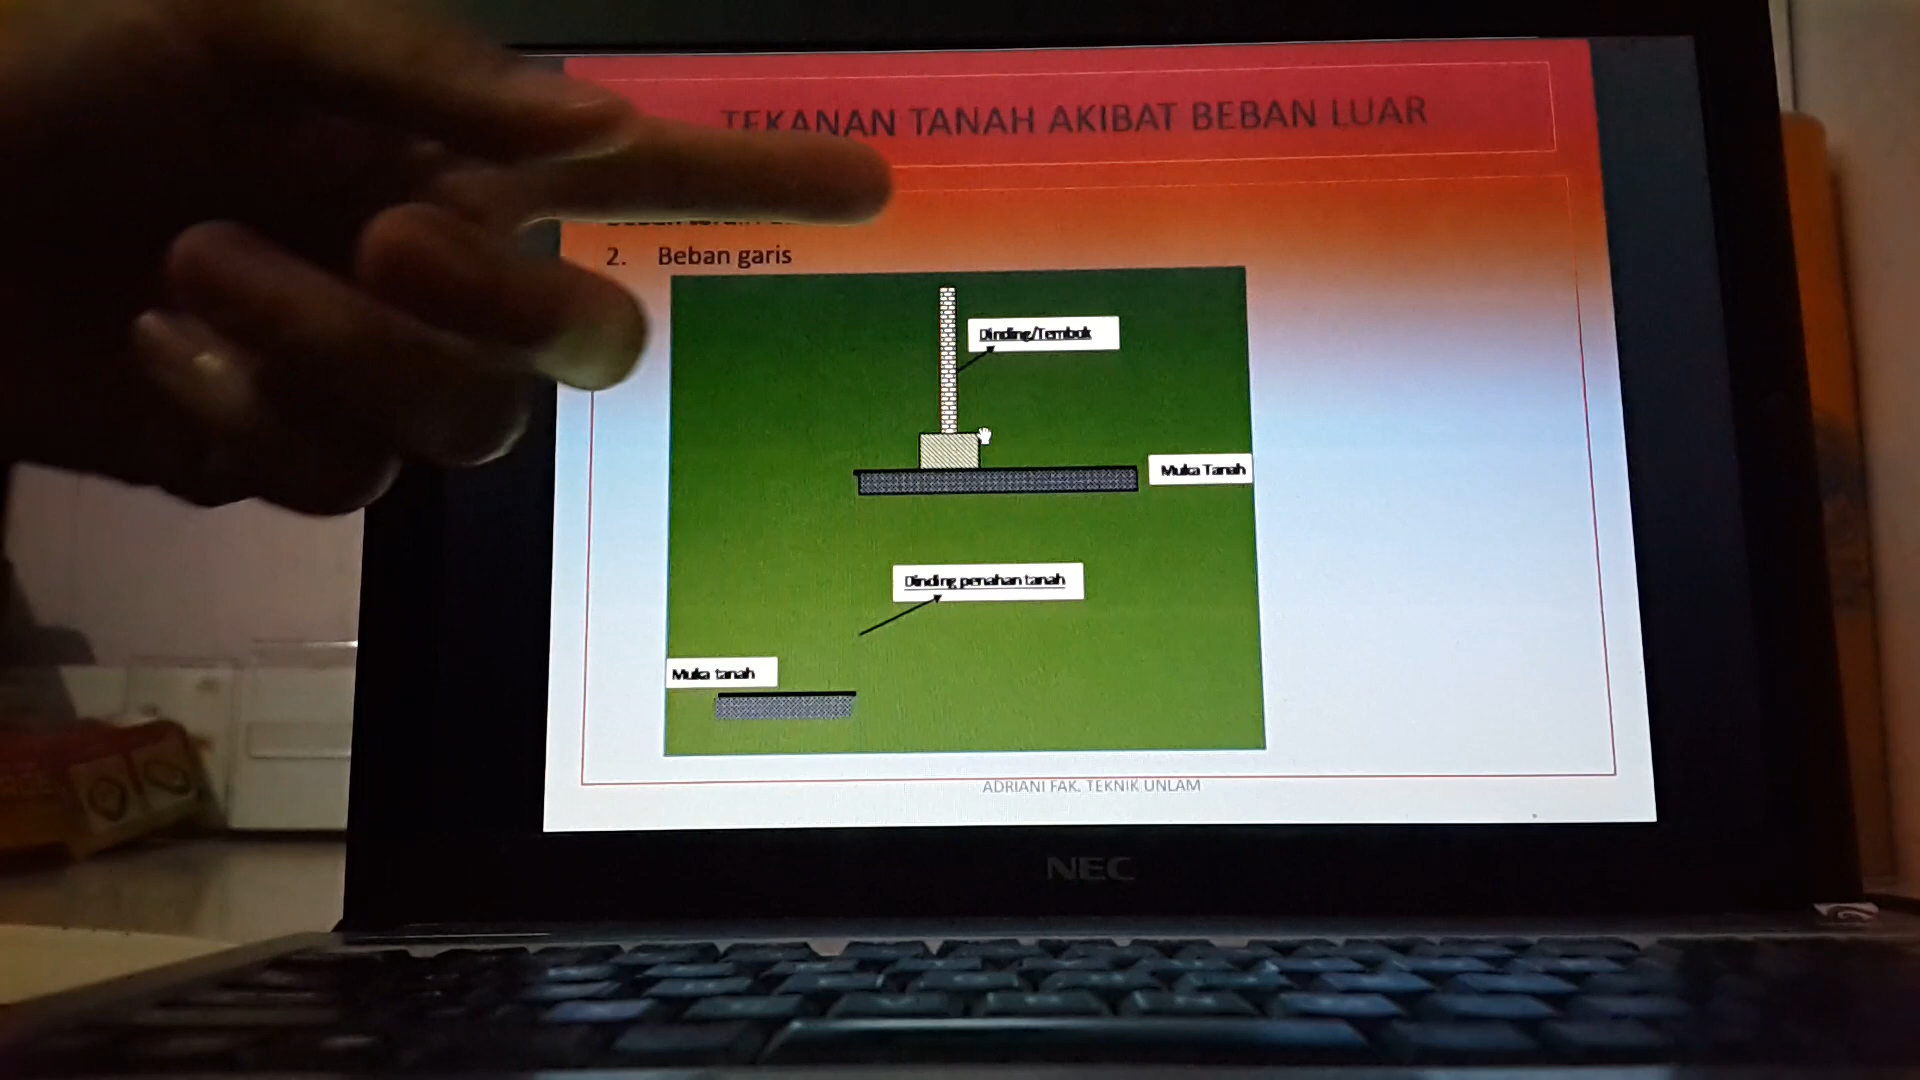 TEKANAN TANAH AKIBAT BEBAN LUAR
2. Beban garis
Dinding/Tembok
Muka Tanah
Dinding penahan tanah
Muka tanah
ADRIANI FAK. TEKNIK UNLAM
NEC